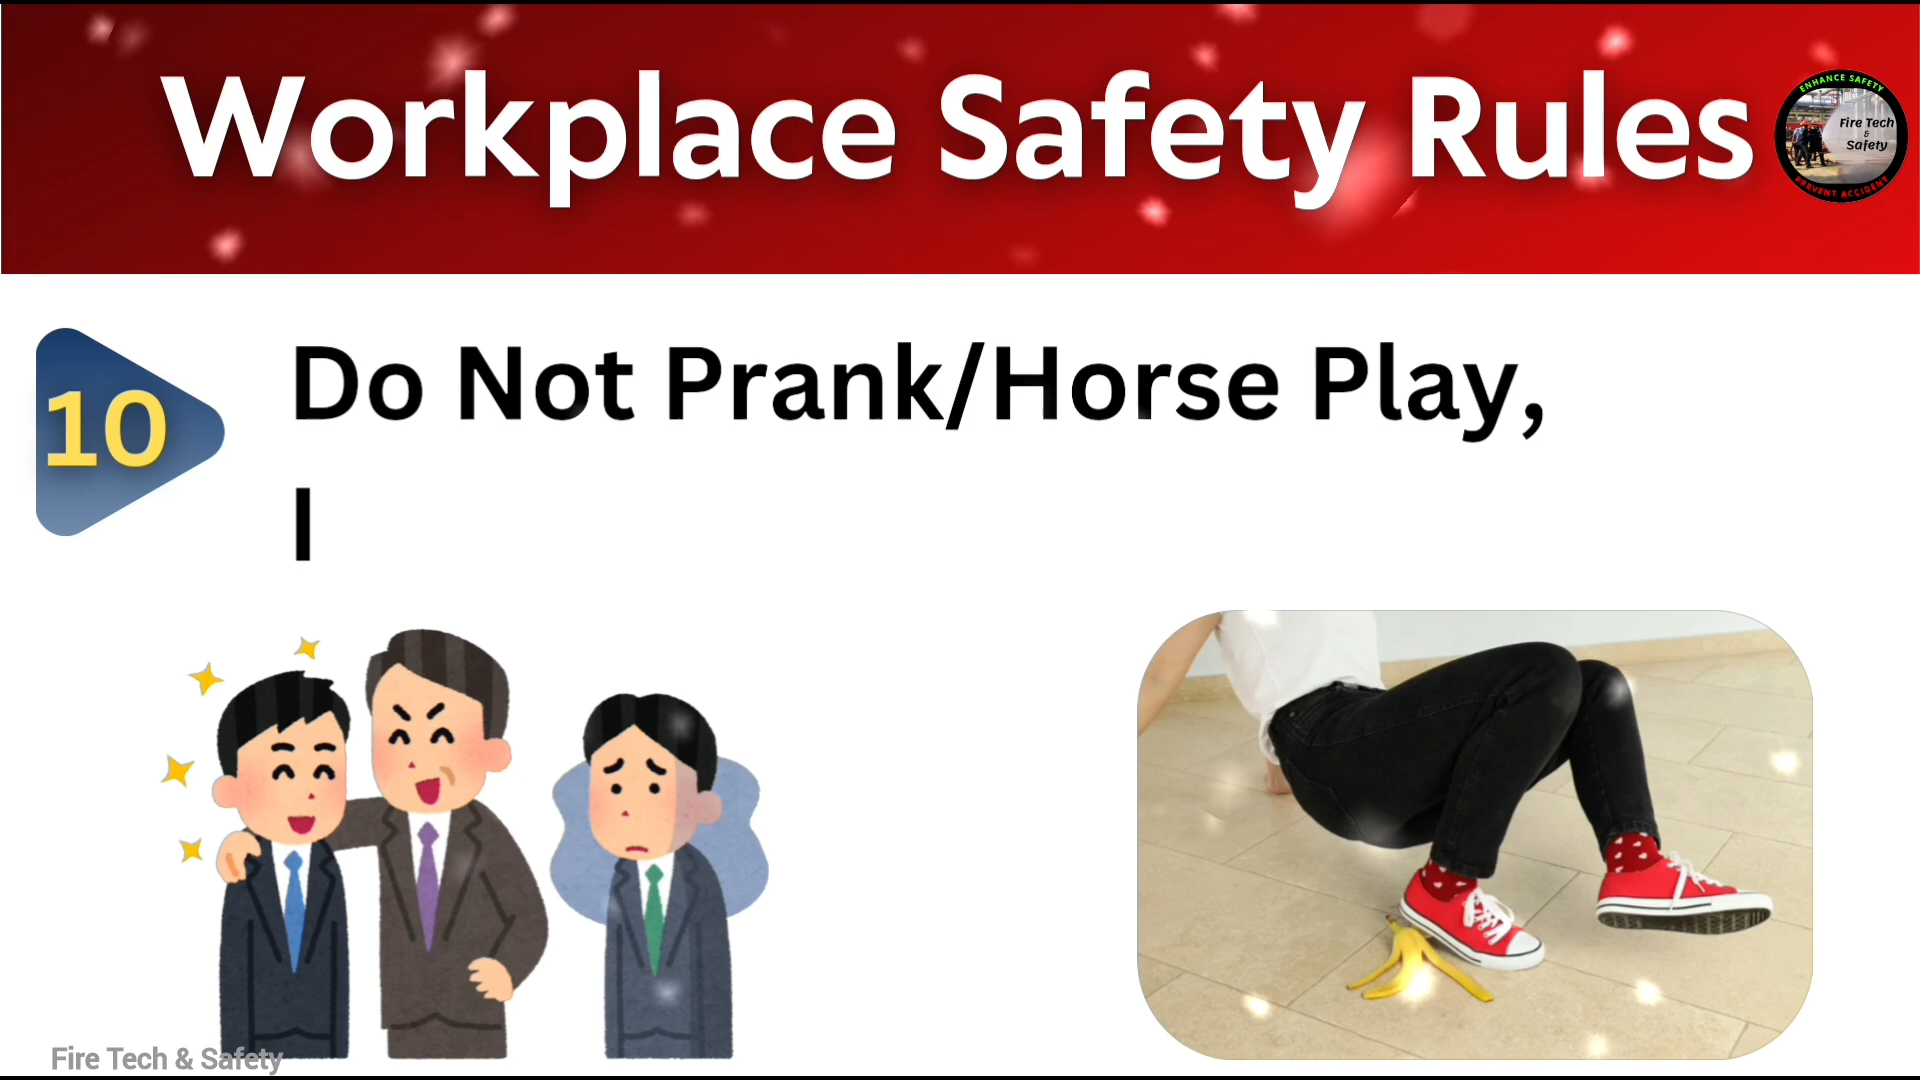 Workplace Safety Rules
ENHANCE SAFETY
Fire Tech
&
Safety
PREVENT ACCIDENT
10
Do Not Prank/Horse Play,
I
Fire Tech & Safety